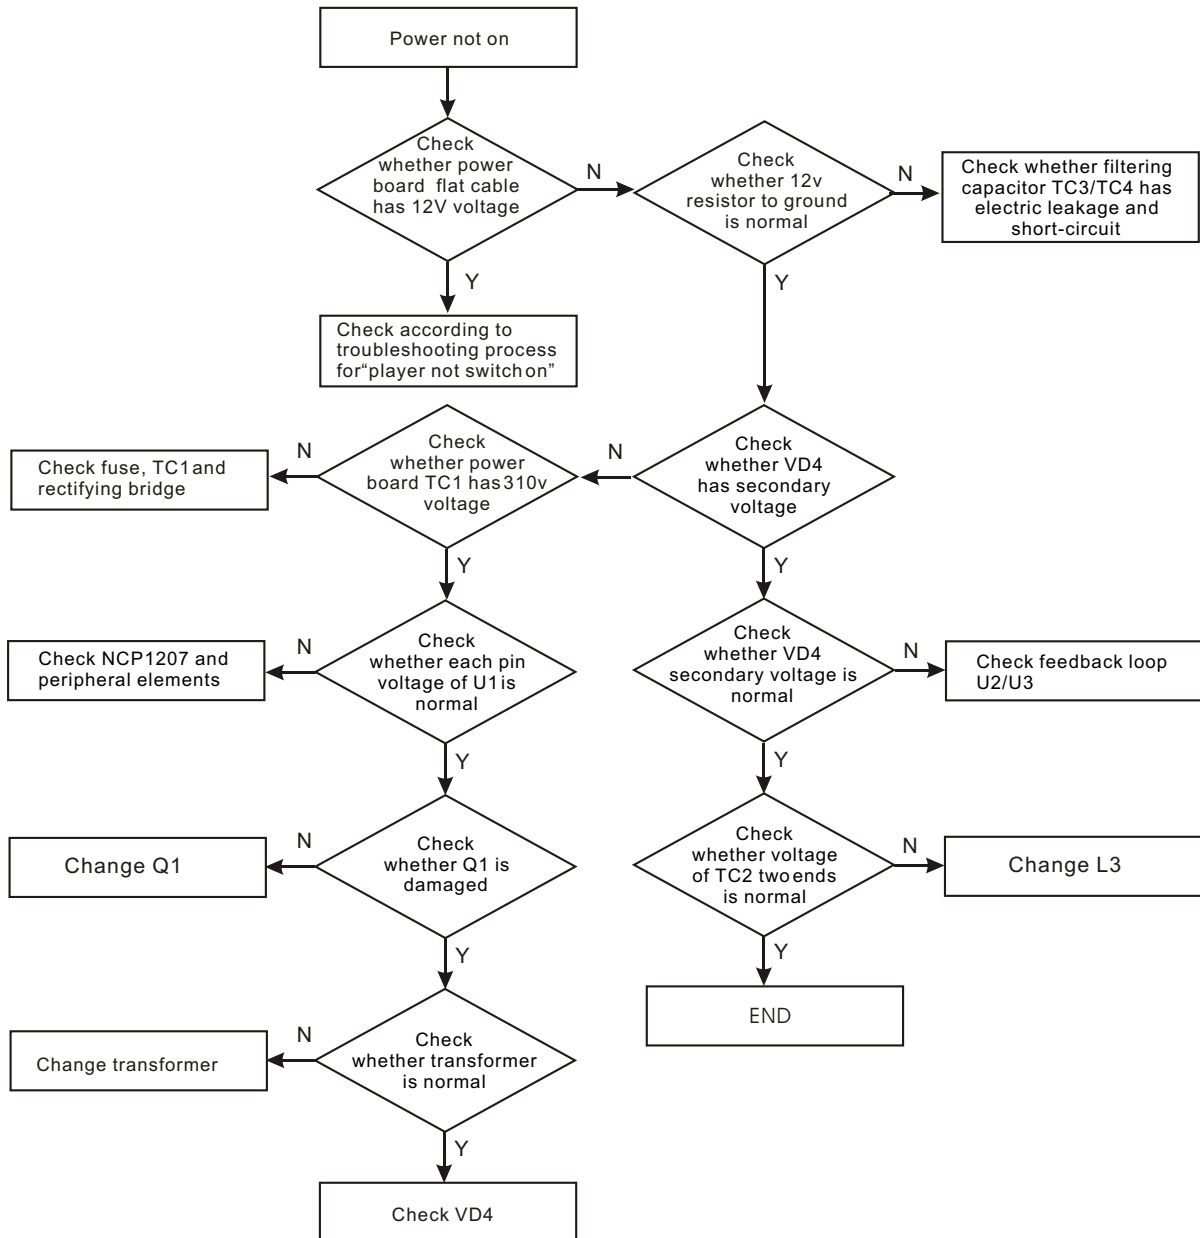 Power not on
Check
whether power
board flat cable
has 12V voltage
N
Check
whether 12v
resistor to ground
is normal
N
Check whether filtering
capacitor TC3/TC4 has
electric leakage and
short-circuit
Y
Y
Check according to
troubleshooting process
for“player not switch on”
Check
whether VD4
has secondary
voltage
N
Check
whether power
board TC1 has 310v
voltage
N
Check fuse, TC1 and
rectifying bridge
Y
Y
Check
whether each pin
voltage of U1 is
normal
N
Check NCP1207 and
peripheral elements
Check
whether VD4
secondary voltage is
normal
N
Check feedback loop
U2/U3
Y
Y
Check
whether Q1 is
damaged
N
Change Q1
Check
whether voltage
of TC2 two ends
is normal
N
Change L3
Y
Y
END
Check
whether transformer
is normal
N
Change transformer
Y
Check VD4